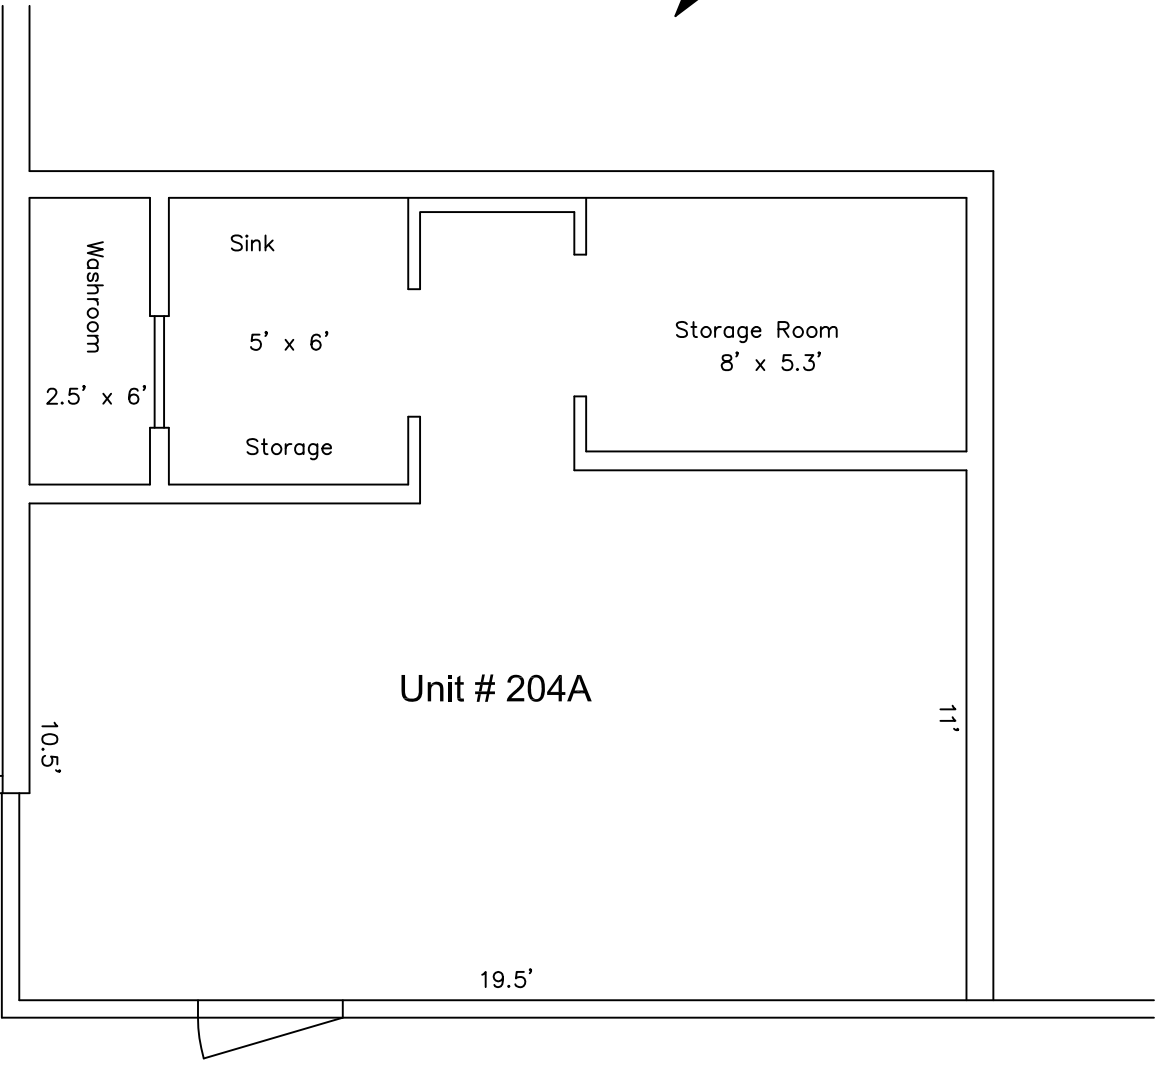 Washroom
2.5' x 6'
Sink
5' x 6'
Storage
Storage Room
8' x 5.3'
Unit # 204A
10.5'
11'
19.5'